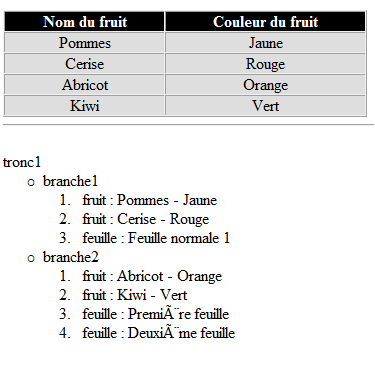 Nom du fruit Couleur du fruit
Pommes Jaune
Cerise Rouge
Abricot Orange
Kiwi Vert
tronc1
o branche1
1. fruit : Pommes - Jaune
2. fruit : Cerise - Rouge
3. feuille : Feuille normale 1
o branche2
1. fruit : Abricot - Orange
2. fruit : Kiwi - Vert
3. feuille : PremiÃ¨re feuille
4. feuille : DeuxiÃ¨me feuille